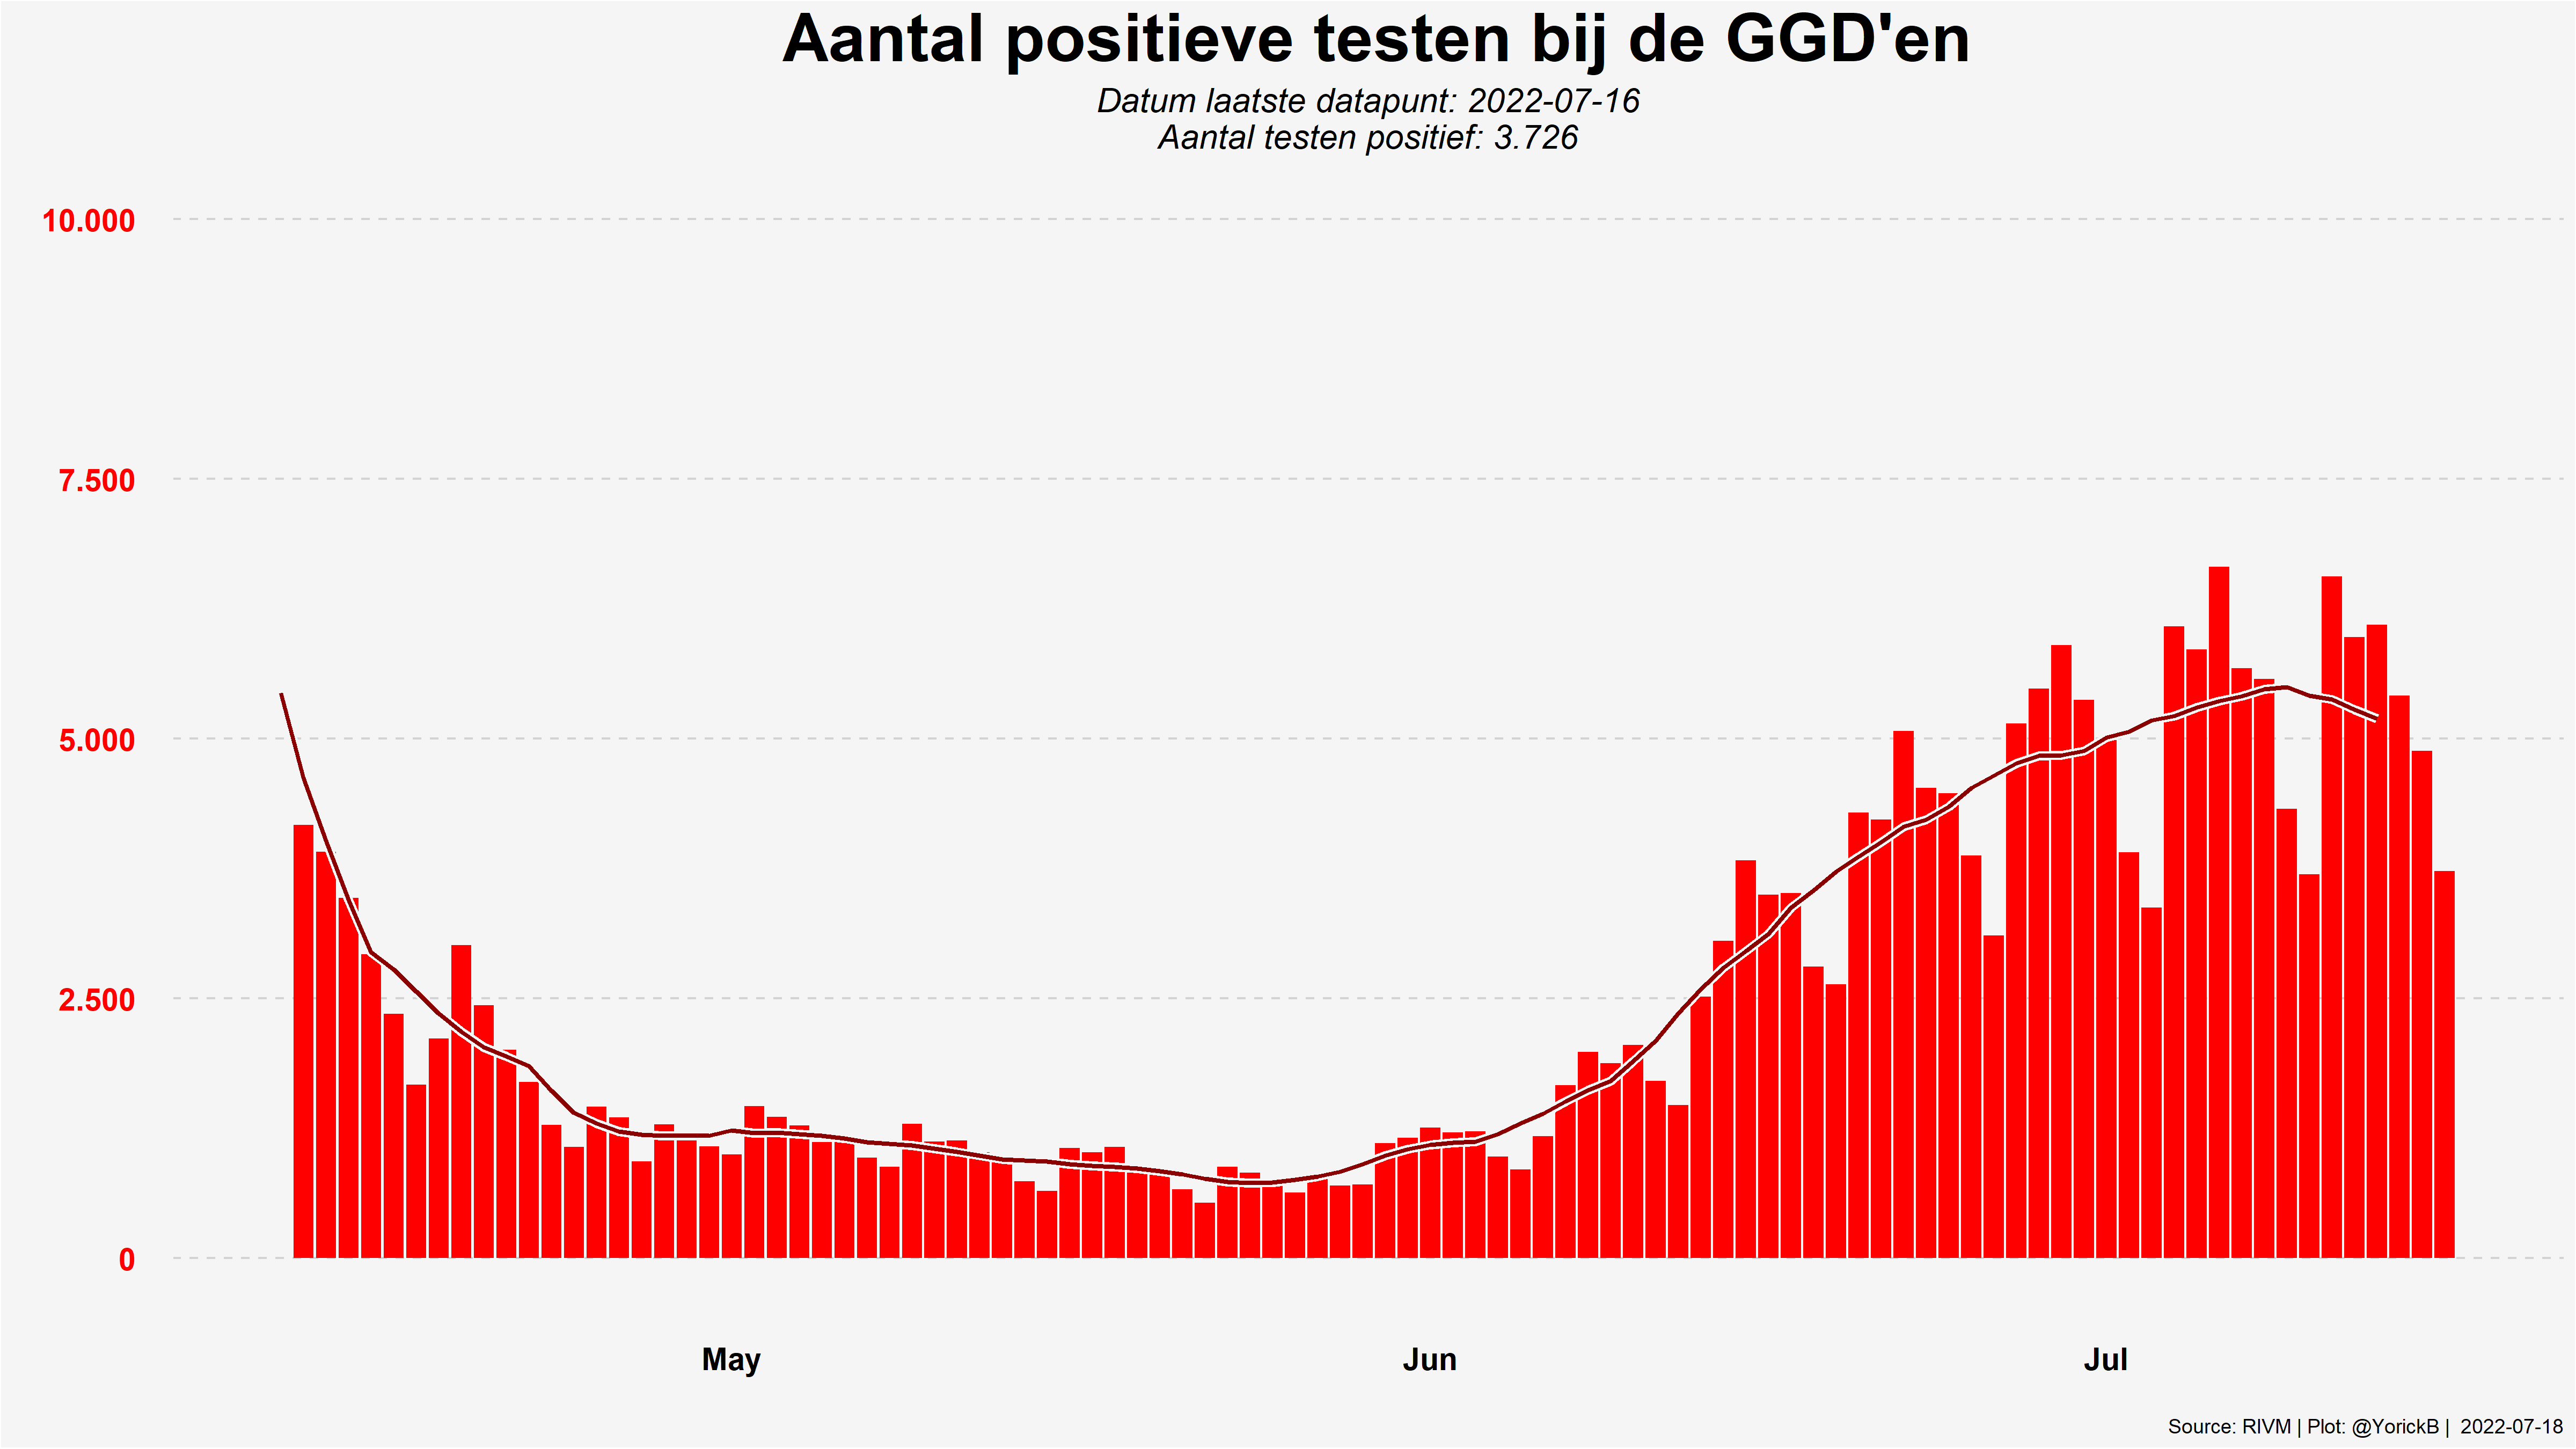 Aantal positieve testen bij de GGD'en
Datum laatste datapunt: 2022-07-16
Aantal testen positief: 3.726
10.000
7.500
5.000
2.500
0
May Jun Jul
Source: RIVM | Plot: @YorickB | 2022-07-18